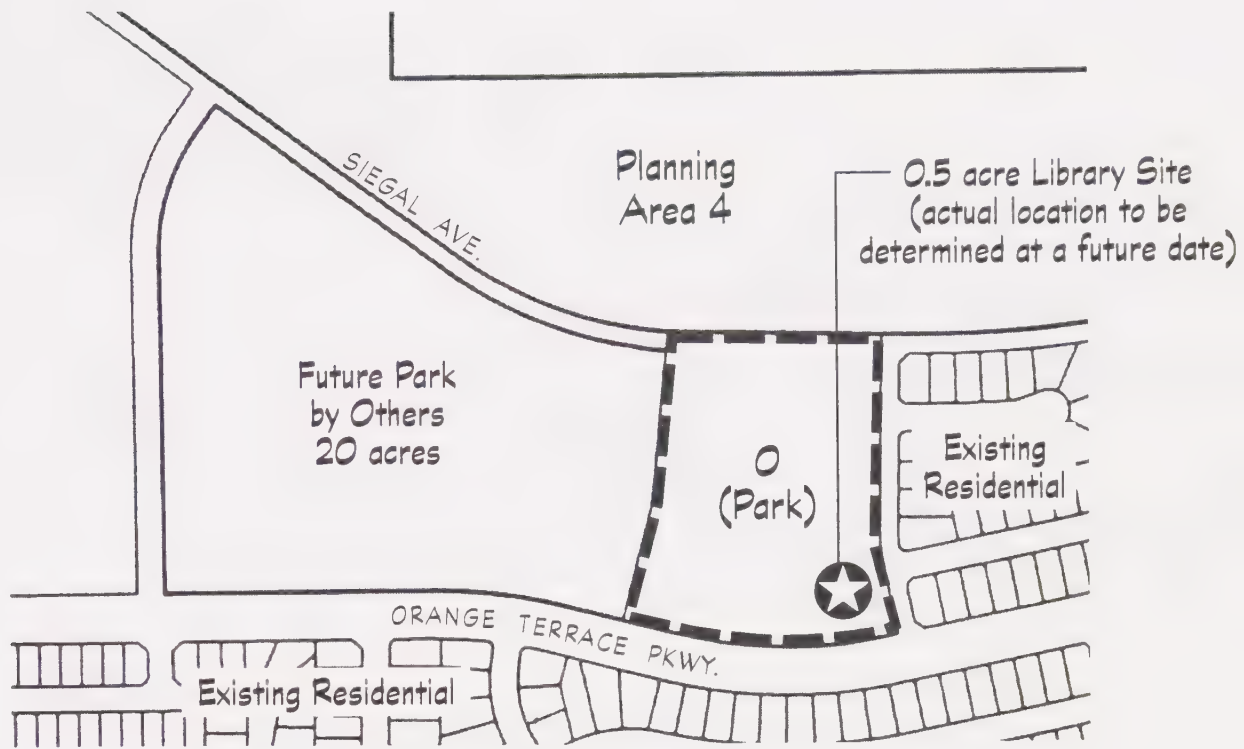 SIEGAL AVE.
Planning
Area 4
0.5 acre Library Site
(actual location to be
determined at a future date)
Future Park
by Others
20 acres
O
(Park)
Existing
Residential
ORANGE TERRACE PKWY.
Existing Residential